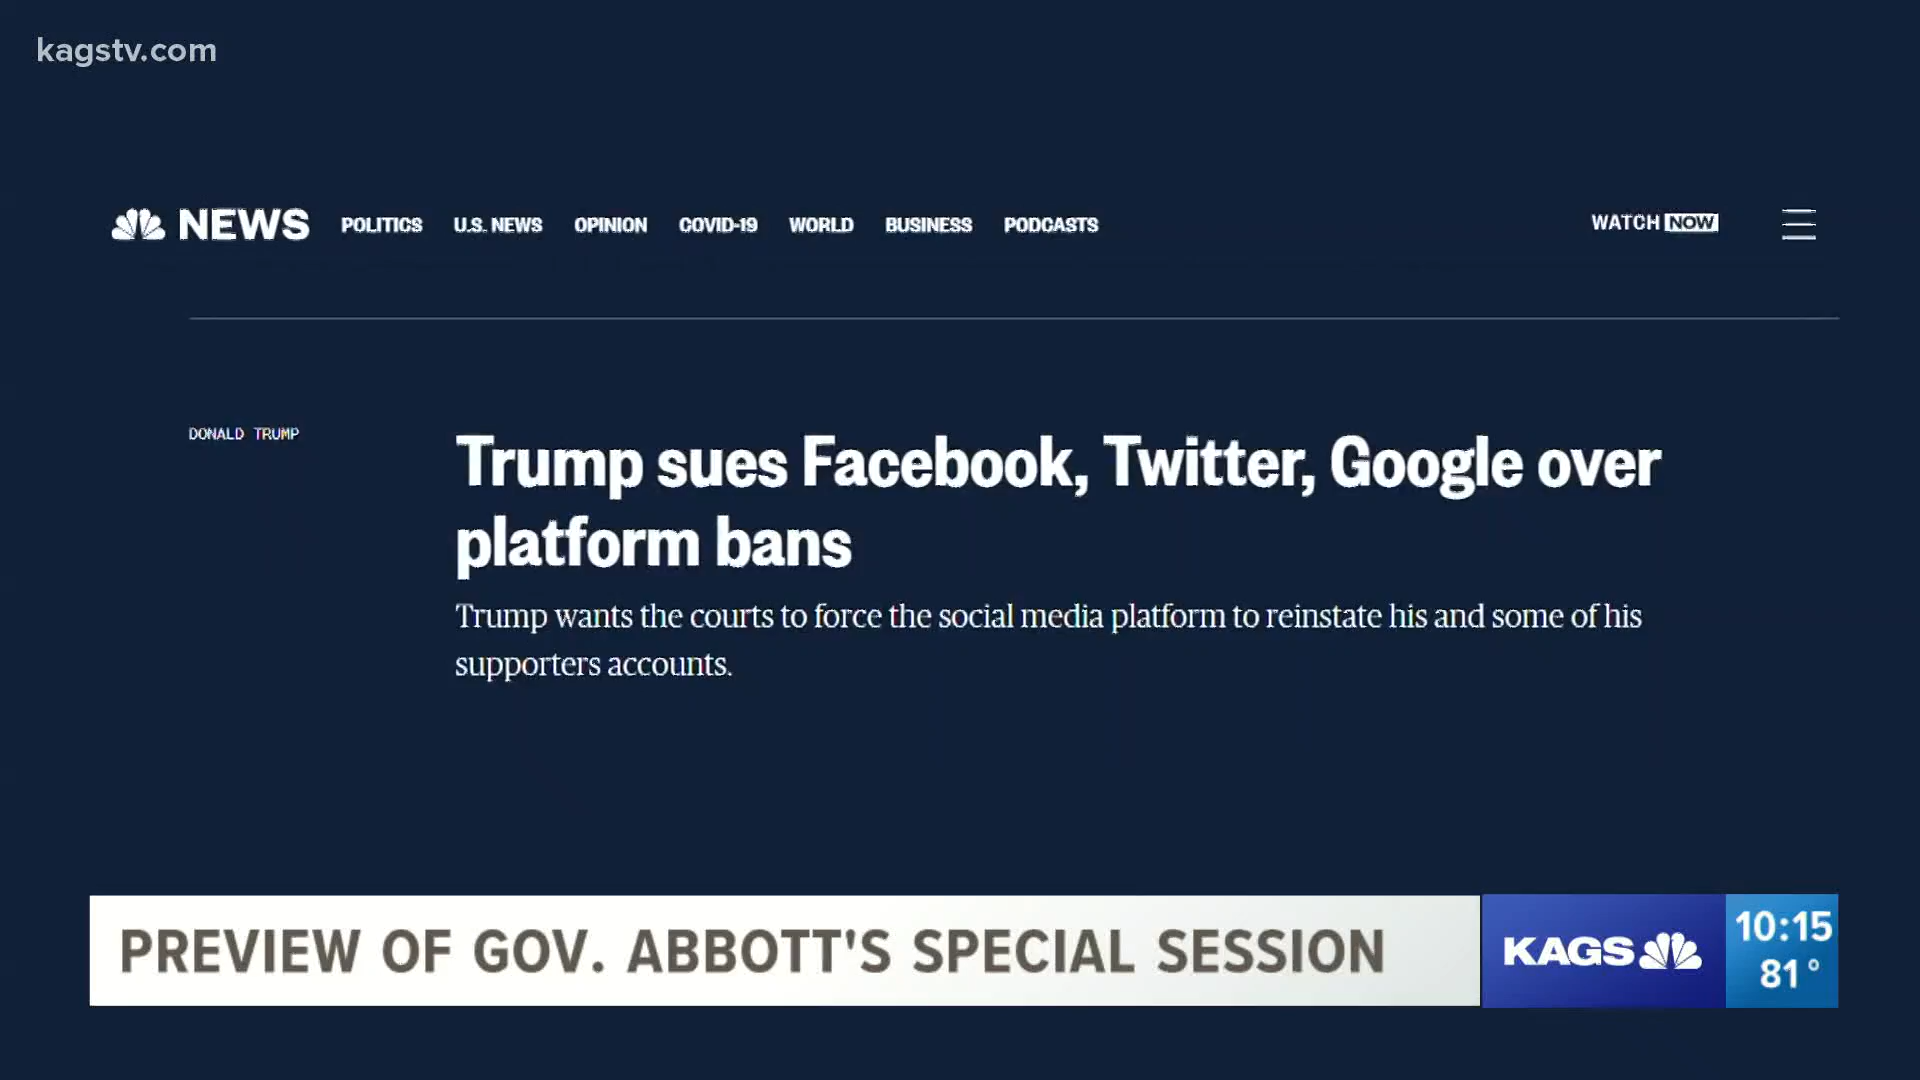 kagstv.com
NEWS POLITICS U.S. NEWS OPINION COVID-19 WORLD BUSINESS PODCASTS WATCH NOW
DONALD TRUMP
Trump sues Facebook, Twitter, Google over
platform bans
Trump wants the courts to force the social media platform to reinstate his and some of his
supporters accounts.
PREVIEW OF GOV. ABBOTT'S SPECIAL SESSION
KAGS
10:15
81°